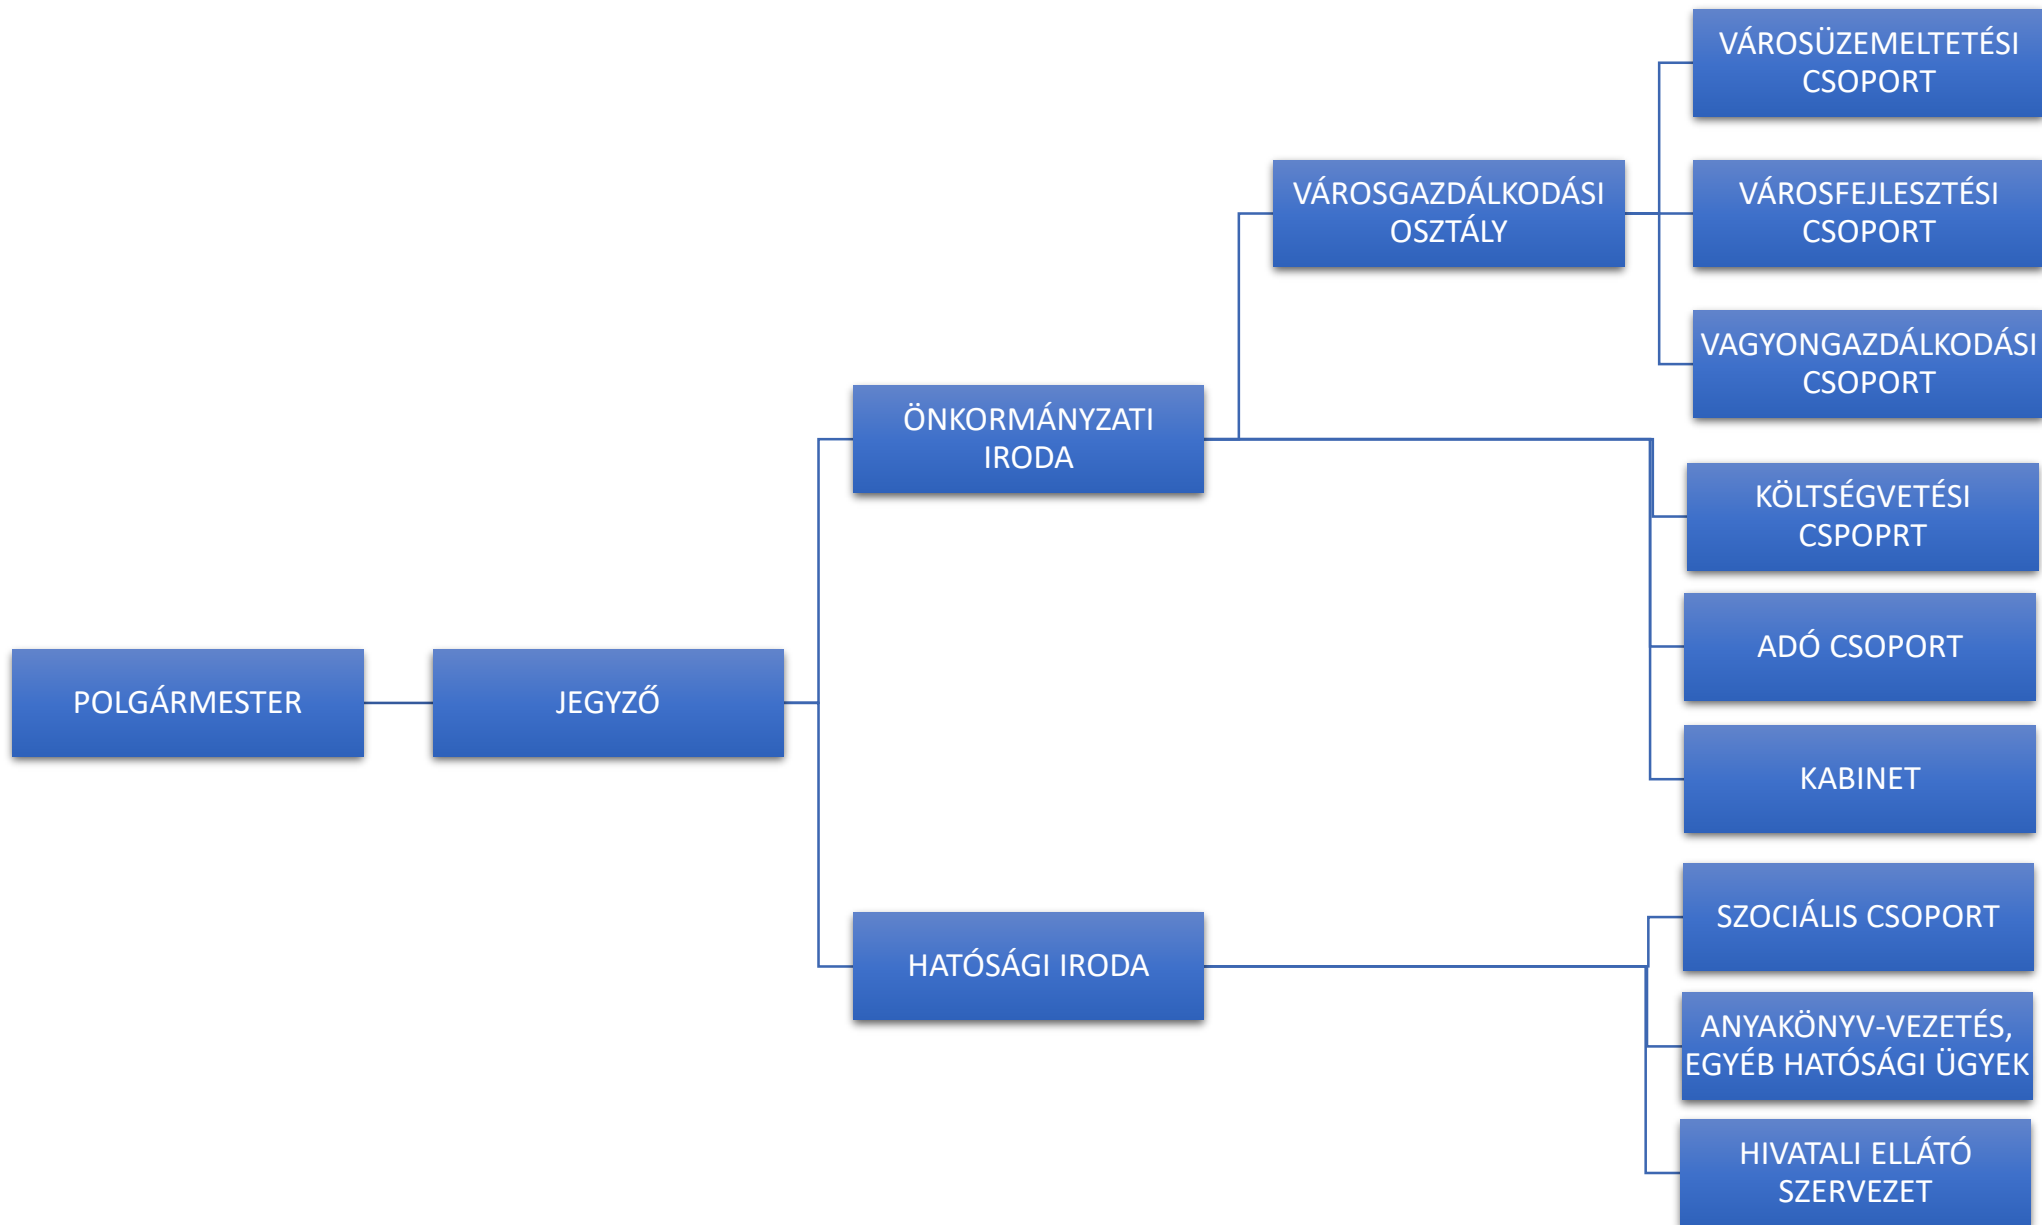 VÁROSÜZEMELTETÉSI
CSOPORT
VÁROSGAZDÁLKODÁSI
OSZTÁLY
VÁROSFEJLESZTÉSI
CSOPORT
VAGYONGAZDÁLKODÁSI
CSOPORT
ÖNKORMÁNYZATI
IRODA
KÖLTSÉGVETÉSI
CSPOPRT
ADÓ CSOPORT
POLGÁRMESTER
JEGYZŐ
KABINET
SZOCIÁLIS CSOPORT
HATÓSÁGI IRODA
ANYAKÖNYV-VEZETÉS,
EGYÉB HATÓSÁGI ÜGYEK
HIVATALI ELLÁTÓ
SZERVEZET